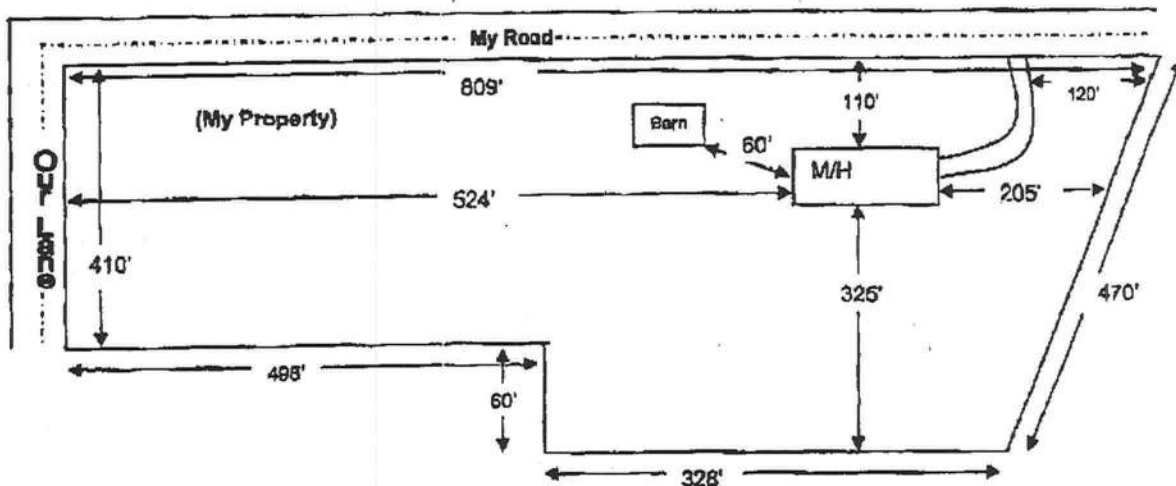 My Road
809'
120'
110'
(My Property)
Barn
60'
M/H
524'
205'
410'
Our Lane
325'
470'
498'
60'
328'